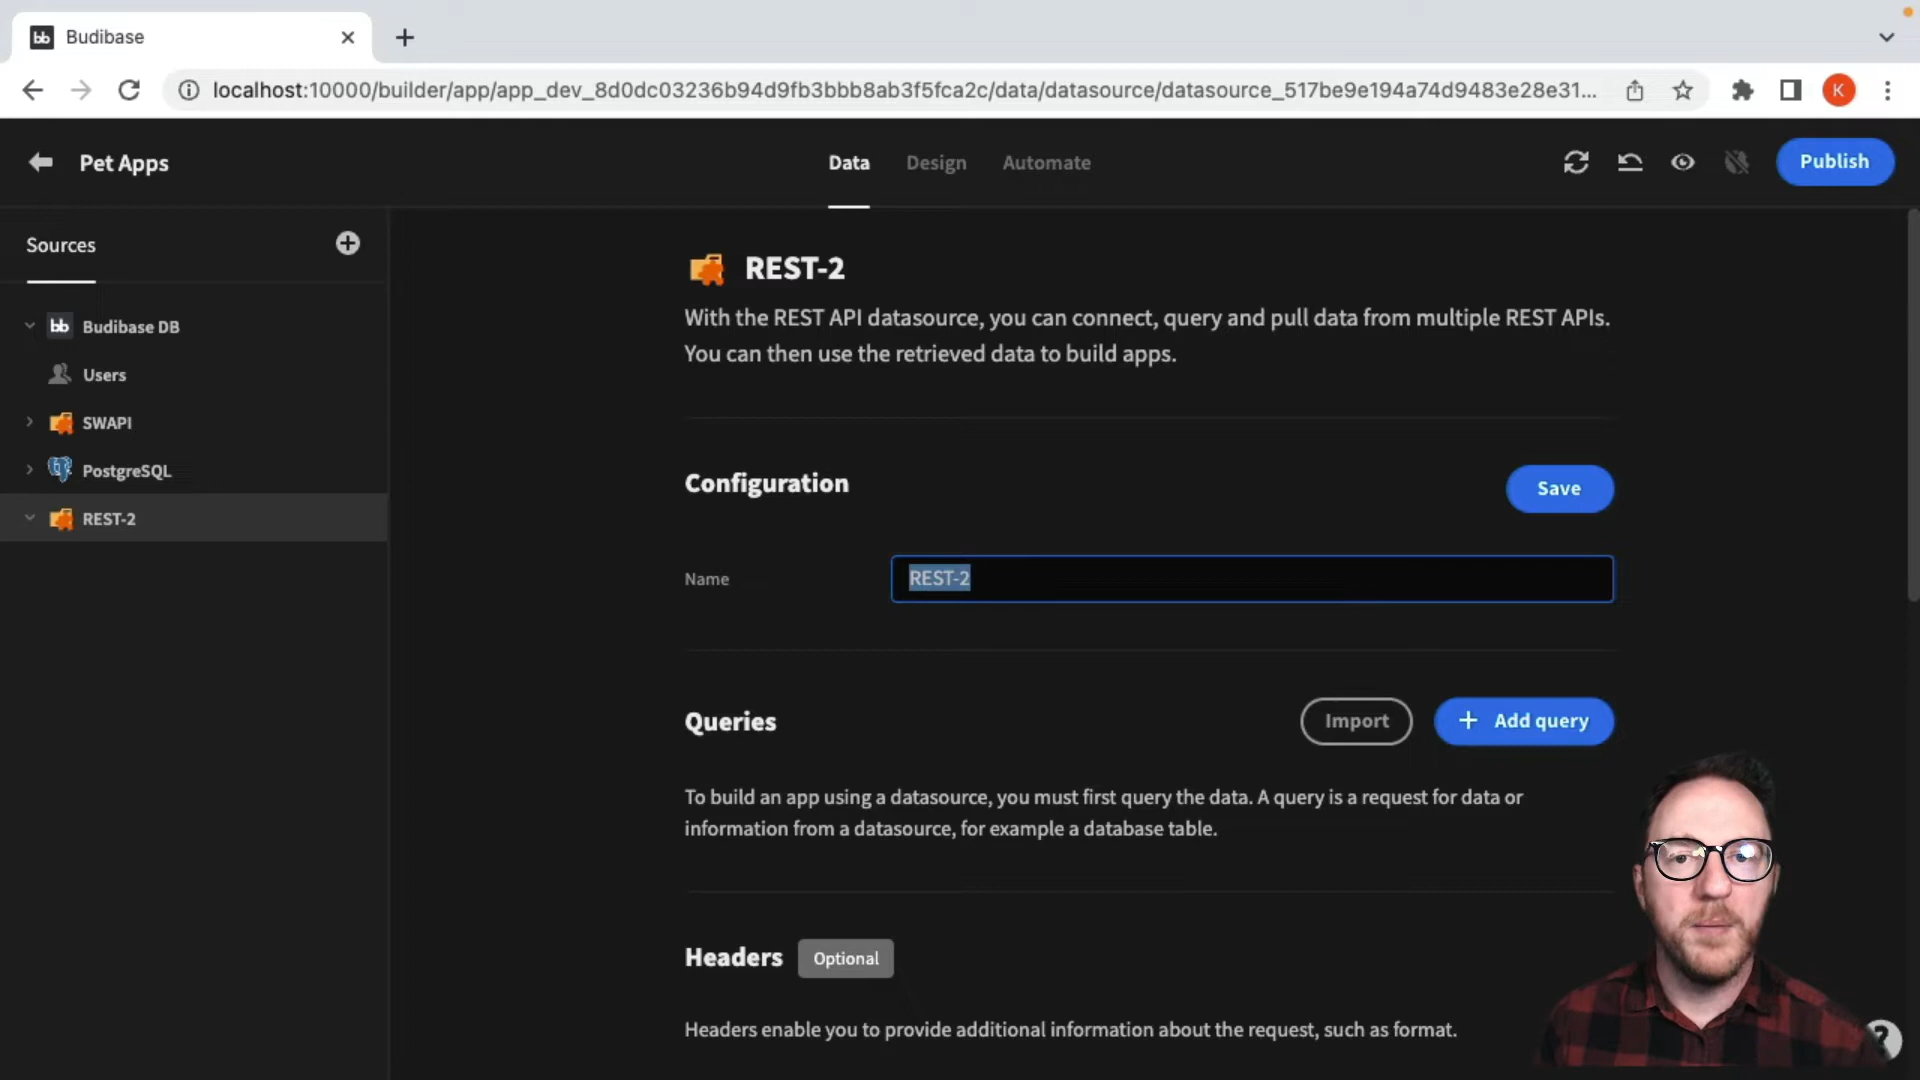 bb Budibase
localhost:10000/builder/app/app_dev_8d0dc03236b94d9fb3bbb8ab3f5fca2c/data/datasource/datasource_517be9e194a74d9483e28e31...
K
Pet Apps
Data
Design
Automate
Publish
Sources
bb Budibase DB
Users
SWAPI
PostgreSQL
REST-2
REST-2
With the REST API datasource, you can connect, query and pull data from multiple REST APIs.
You can then use the retrieved data to build apps.
Configuration
Save
Name
REST-2
Queries
Import
+ Add query
To build an app using a datasource, you must first query the data. A query is a request for data or
information from a datasource, for example a database table.
Headers
Optional
Headers enable you to provide additional information about the request, such as format.
?